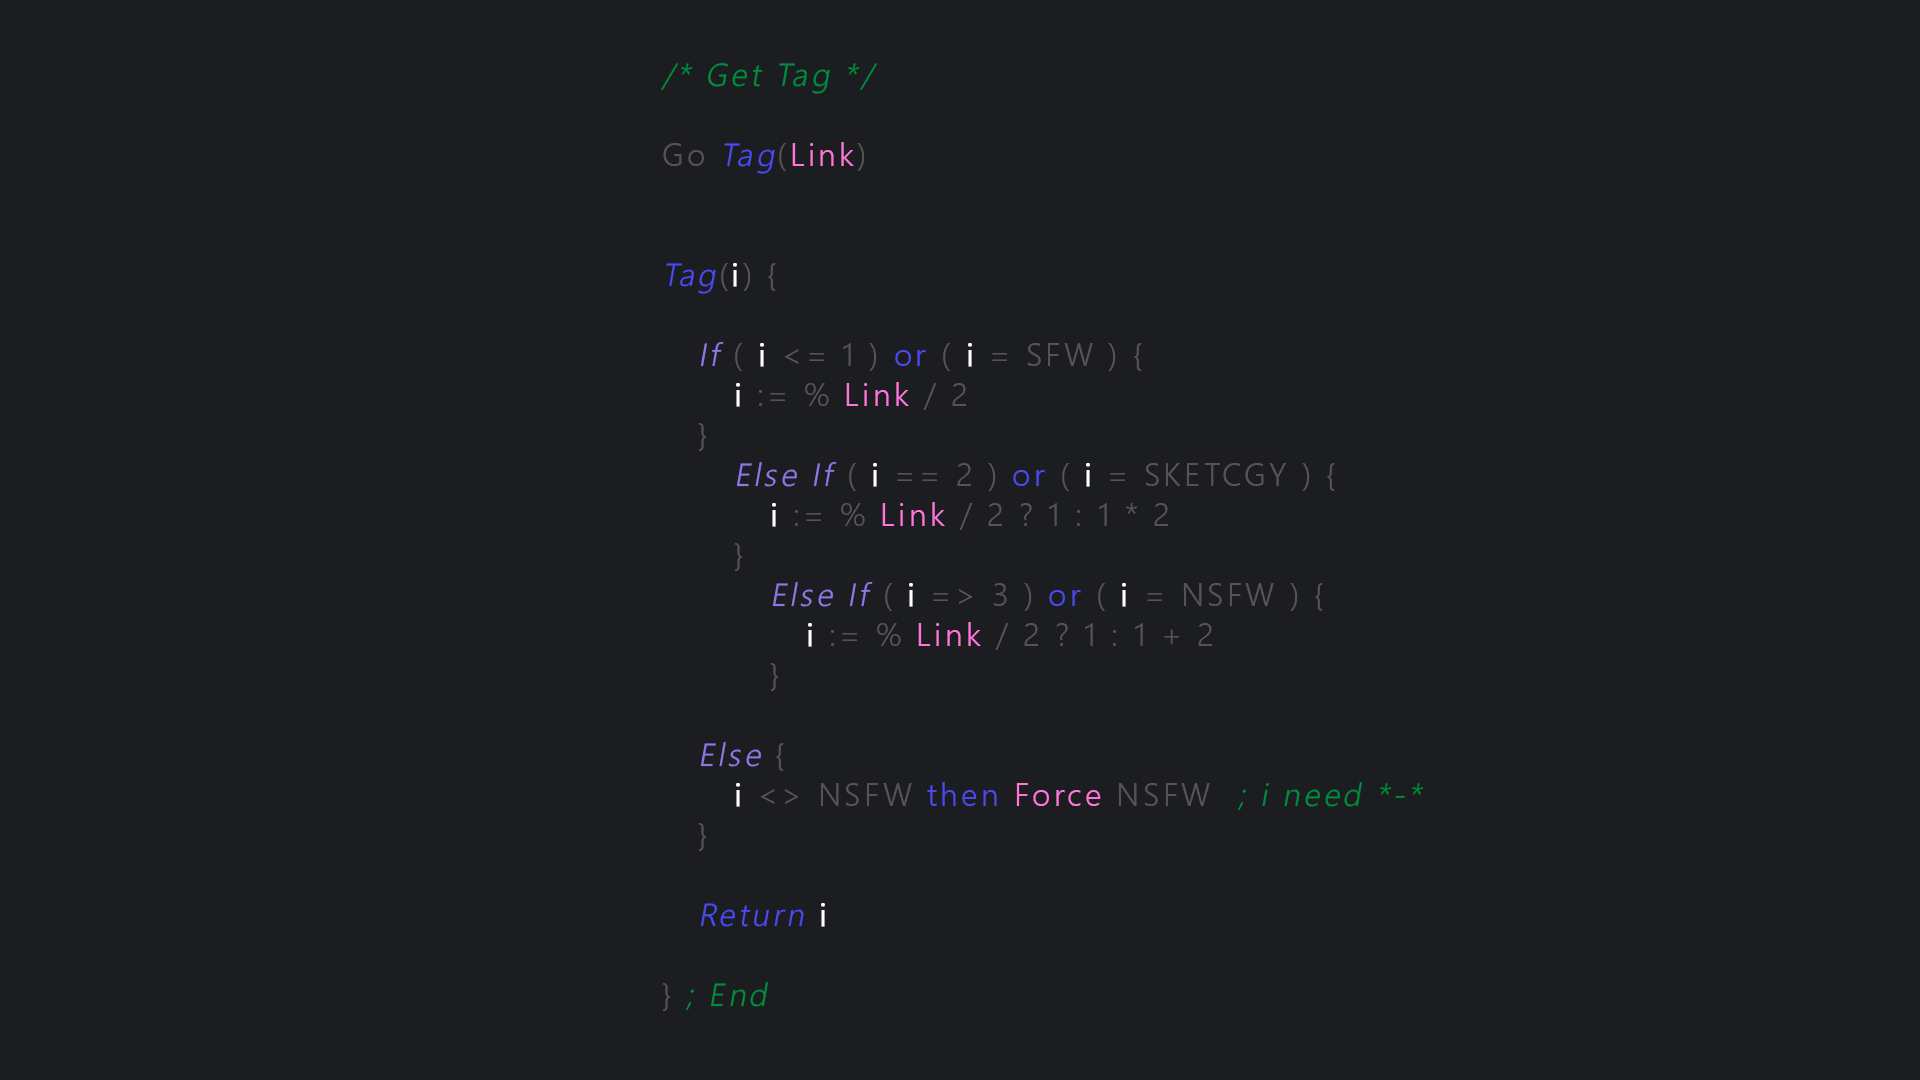 /* Get Tag */
Go Tag(Link)
Tag(i) {
If ( i <= 1 ) or ( i = SFW ) {
i := % Link / 2
}
Else If ( i == 2 ) or ( i = SKETCGY ) {
i := % Link / 2 ? 1 : 1 * 2
}
Else If ( i => 3 ) or ( i = NSFW ) {
i := % Link / 2 ? 1 : 1 + 2
}
Else {
i <> NSFW then Force NSFW ; i need *-*
}
Return i
} ; End